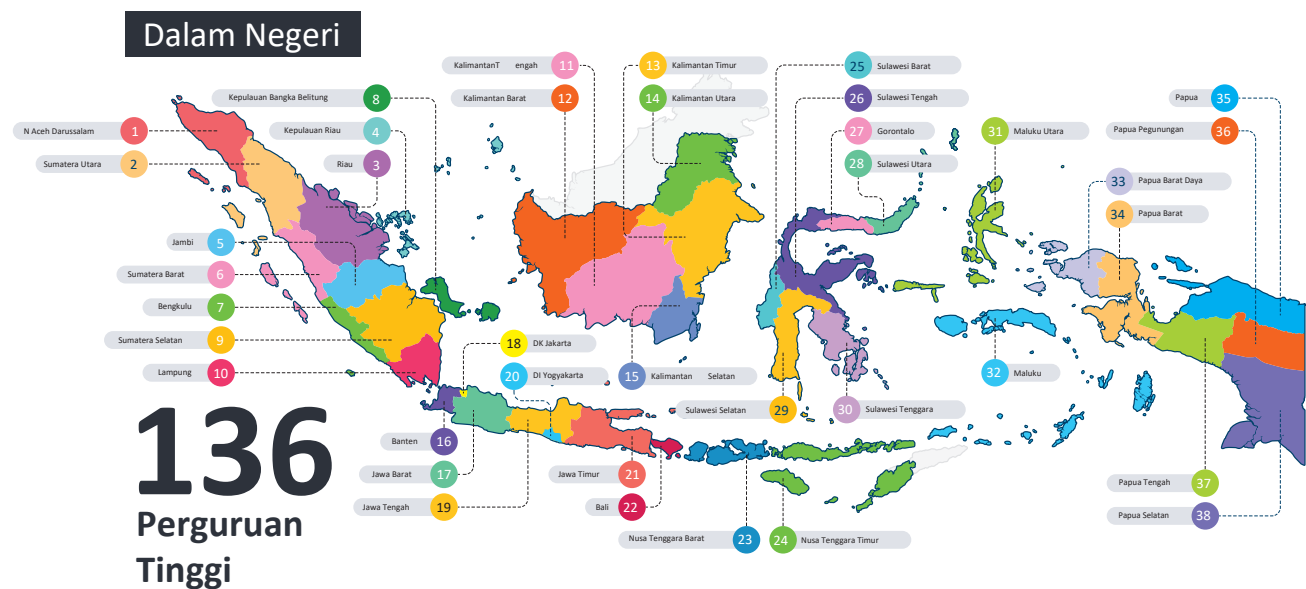 Dalam Negeri
N Aceh Darussalam 1
Sumatera Utara 2
Kepulauan Bangka Belitung 8
Kepulauan Riau 4
Riau 3
Jambi 5
Sumatera Barat 6
Bengkulu 7
Sumatera Selatan 9
Lampung 10
KalimantanT engah 11
Kalimantan Barat 12
13 Kalimantan Timur
14 Kalimantan Utara
25 Sulawesi Barat
26 Sulawesi Tengah
27 Gorontalo
28 Sulawesi Utara
31 Maluku Utara
Papua 35
Papua Pegunungan 36
33 Papua Barat Daya
34 Papua Barat
18 DK Jakarta
20 DI Yogyakarta
15 Kalimantan Selatan
Sulawesi Selatan 29
30 Sulawesi Tenggara
32 Maluku
Banten 16
Jawa Barat 17
Jawa Tengah 19
Jawa Timur 21
Bali 22
Nusa Tenggara Barat 23
24 Nusa Tenggara Timur
Papua Tengah 37
Papua Selatan 38
136
Perguruan
Tinggi